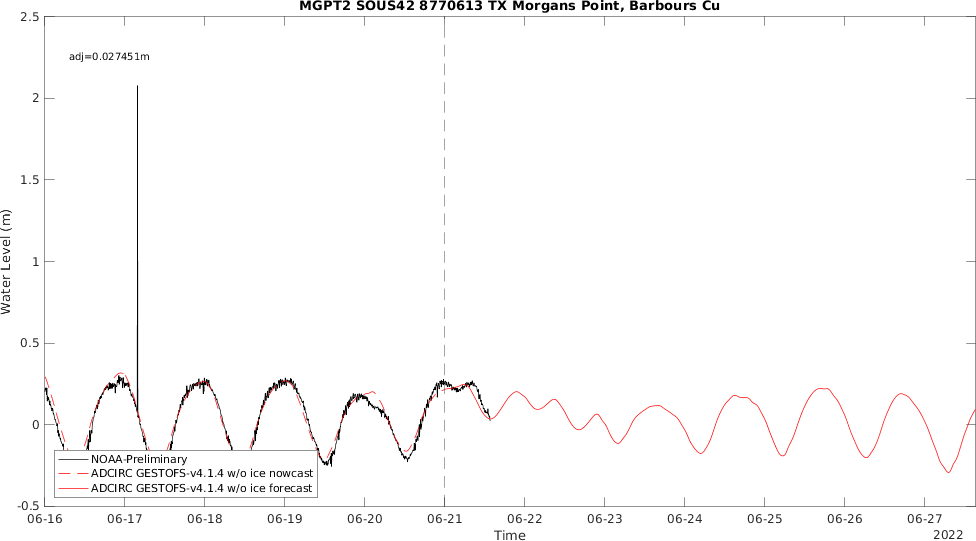 MGPT2 SOUS42 8770613 TX Morgans Point, Barbours Cu
adj=0.027451m
2.5
2
1.5
1
0.5
0
-0.5
Water Level (m)
NOAA-Preliminary
ADCIRC GESTOFS-v4.1.4 w/o ice nowcast
ADCIRC GESTOFS-v4.1.4 w/o ice forecast
06-16 06-17 06-18 06-19 06-20 06-21 06-22 06-23 06-24 06-25 06-26 06-27
Time
2022